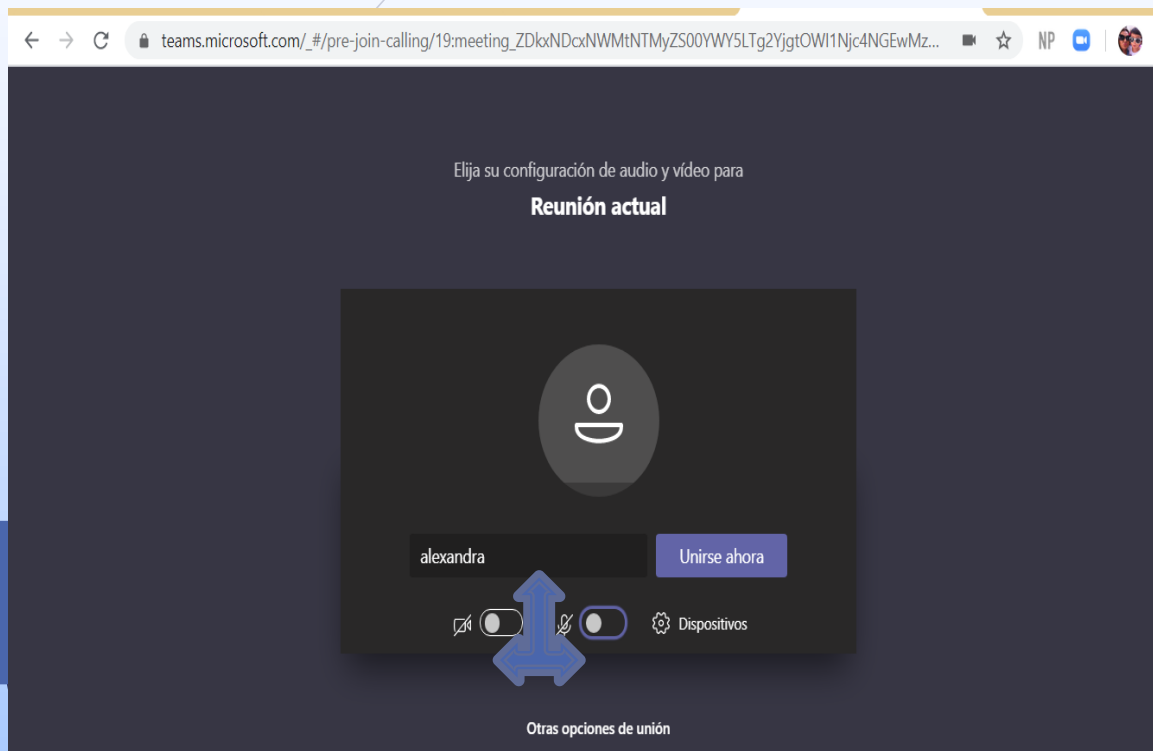 teams.microsoft.com/_#/pre-join-calling/19:meeting_ZDkxNDcxNWMtNTMyZS00YWY5LTg2YjgtOWI1Njc4NGEwMz...
NP
Elija su configuración de audio y vídeo para
Reunión actual
alexandra
Unirse ahora
Dispositivos
Otras opciones de unión